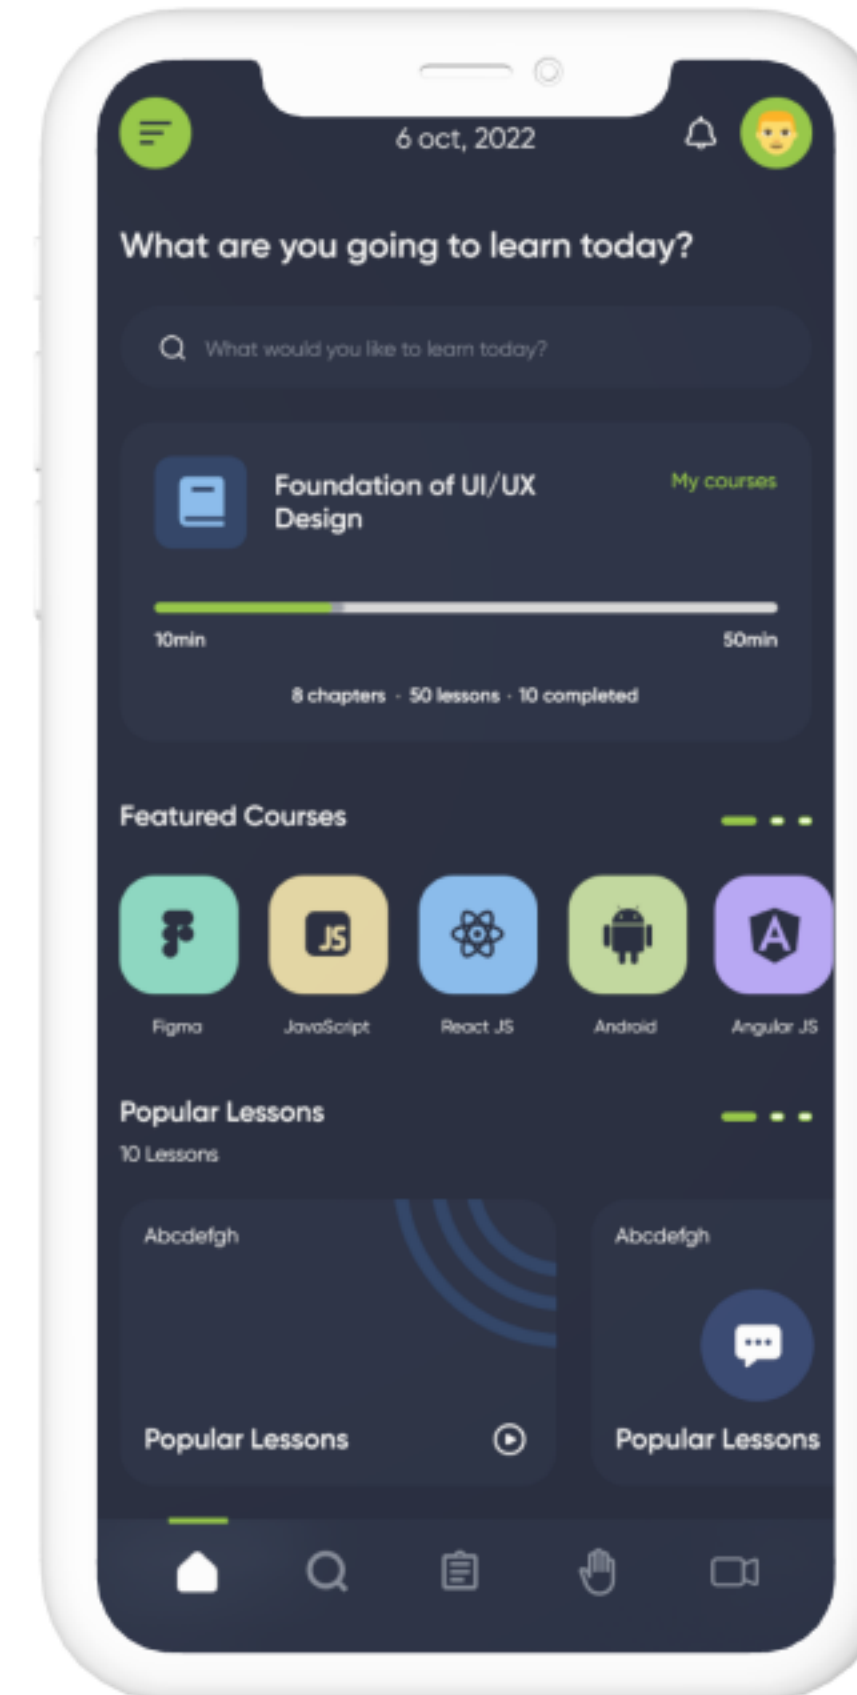 6 oct, 2022
What are you going to learn today?
What would you like to learn today?
Foundation of UI/UX
Design
My courses
10min
50min
8 chapters · 50 lessons · 10 completed
Featured Courses
JS
A
Figma
JavaScript
React JS
Android
Angular JS
Popular Lessons
10 Lessons
Abcdefgh
Abcdefgh
Popular Lessons
Popular Lessons